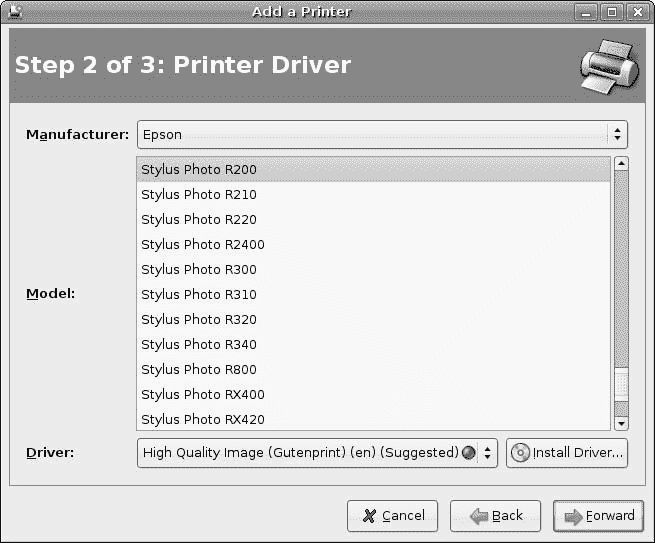 Add a Printer
Step 2 of 3: Printer Driver
Manufacturer: Epson
Stylus Photo R200
Stylus Photo R210
Stylus Photo R220
Stylus Photo R2400
Stylus Photo R300
Model:
Stylus Photo R310
Stylus Photo R320
Stylus Photo R340
Stylus Photo R800
Stylus Photo RX400
Stylus Photo RX420
Driver: High Quality Image (Gutenprint) (en) (Suggested) Install Driver...
Cancel Back Forward